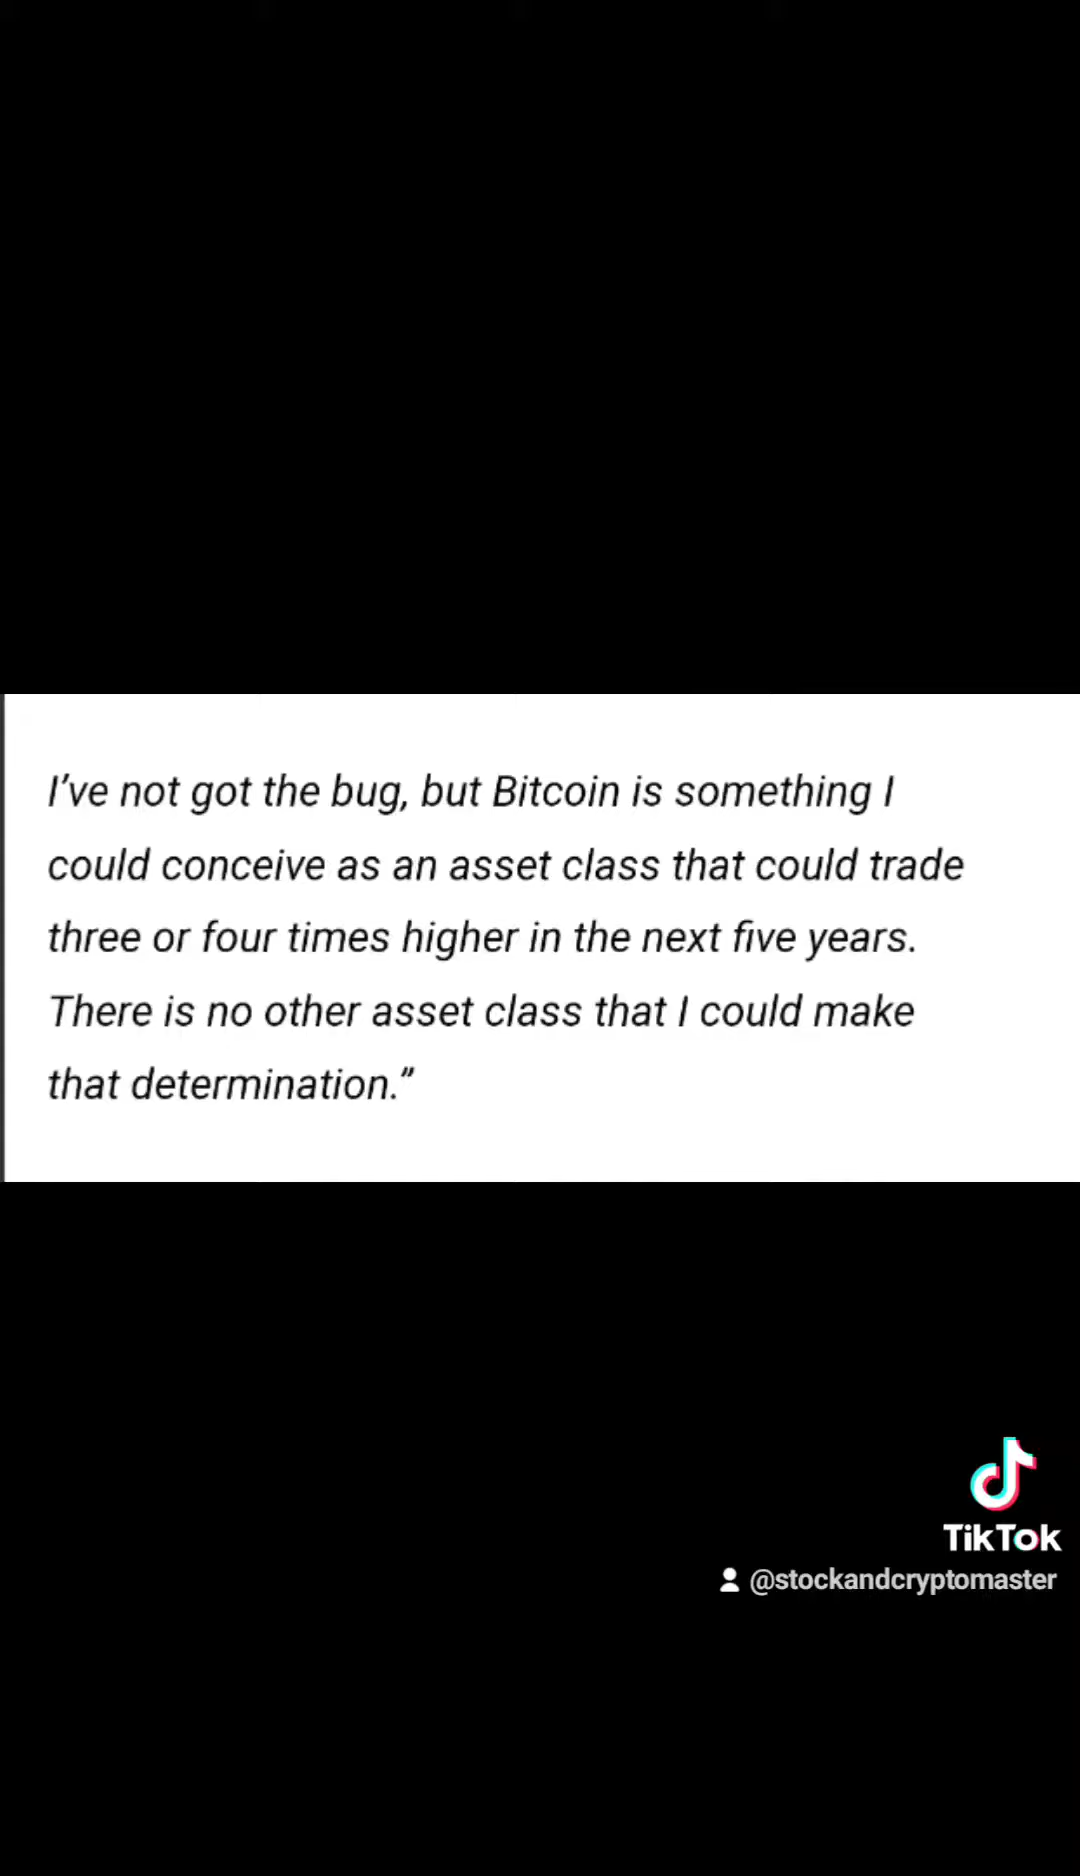 I’ve not got the bug, but Bitcoin is something I
could conceive as an asset class that could trade
three or four times higher in the next five years.
There is no other asset class that I could make
that determination.”
TikTok
@stockandcryptomaster